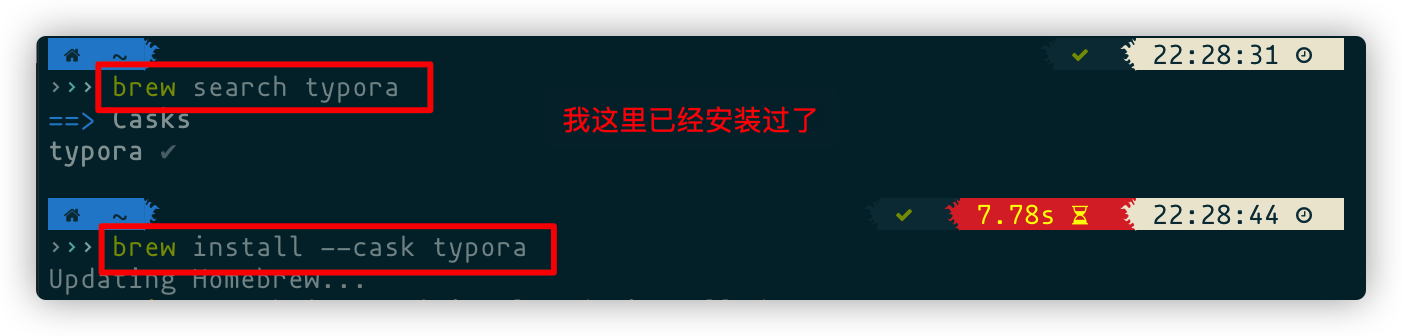 ~ ✔ 22:28:31
>>> brew search typora
==> Casks
我这里已经安装过了
typora ✔
~ ✔ 7.78s 22:28:44
>>> brew install --cask typora
Updating Homebrew...